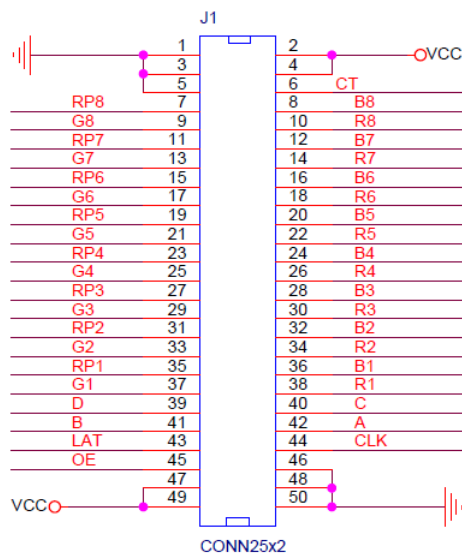 J1
1 2 VCC
3 4
5 6 CT
RP8 7 8 B8
G8 9 10 R8
RP7 11 12 B7
G7 13 14 R7
RP6 15 16 B6
G6 17 18 R6
RP5 19 20 B5
G5 21 22 R5
RP4 23 24 B4
G4 25 26 R4
RP3 27 28 B3
G3 29 30 R3
RP2 31 32 B2
G2 33 34 R2
RP1 35 36 B1
G1 37 38 R1
D 39 40 C
B 41 42 A
LAT 43 44 CLK
OE 45 46
47 48
VCC 49 50
CONN25x2